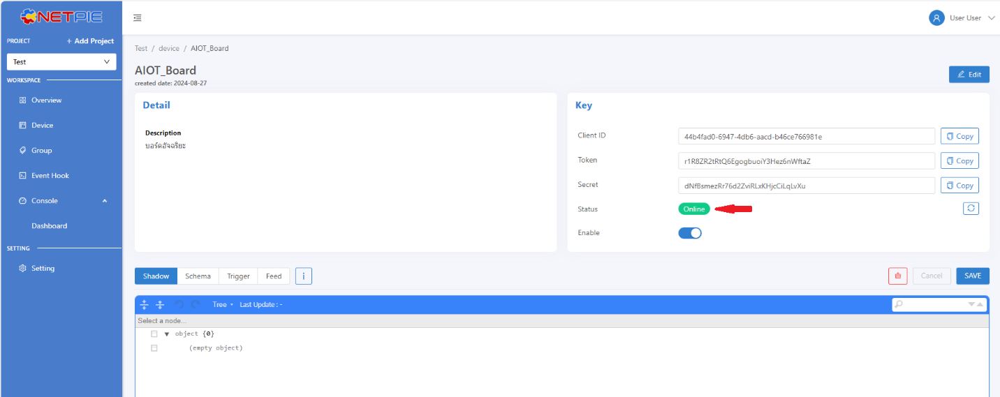 NETPIE
PROJECT + Add Project
Test
WORKSPACE
Overview
Device
Group
Event Hook
Console
Dashboard
SETTING
Setting
User User
Test / device / AIOT_Board
AIOT_Board
created date: 2024-08-27
Edit
Detail
Description
บอร์ดอัจฉริยะ
Key
Client ID 44b4fad0-6947-4db6-aacd-b46ce766981e Copy
Token r1R8ZR2tRtQ6EgogbuoiY3Hez6nWftaZ Copy
Secret dNfBsmezRr76d2ZviRLxKHjcCiLqLvXu Copy
Status Online
Enable
Shadow Schema Trigger Feed i Cancel SAVE
Tree Last Update : -
Select a node...
object {0}
(empty object)